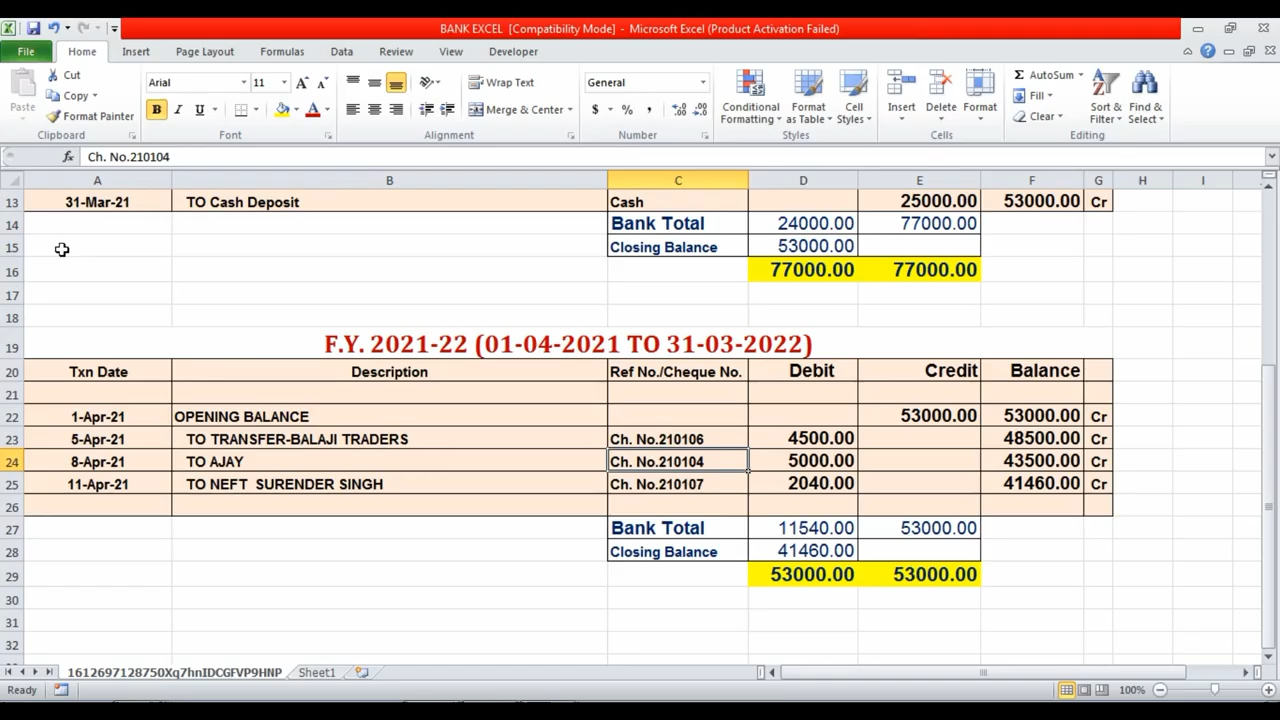 BANK EXCEL [Compatibility Mode] - Microsoft Excel (Product Activation Failed)
File Home Insert Page Layout Formulas Data Review View Developer
Paste Cut Copy Format Painter Clipboard
Arial 11 A A B I U A Font
Wrap Text Merge & Center Alignment
General $ % , Number
Conditional Formatting Format as Table Cell Styles Styles
Insert Delete Format Cells
Σ AutoSum Fill Clear Sort & Filter Find & Select Editing
fx Ch. No.210104
A B C D E F G H I
13 31-Mar-21 TO Cash Deposit Cash 25000.00 53000.00 Cr
14 Bank Total 24000.00 77000.00
15 Closing Balance 53000.00
16 77000.00 77000.00
17
18
19 F.Y. 2021-22 (01-04-2021 TO 31-03-2022)
20 Txn Date Description Ref No./Cheque No. Debit Credit Balance
21
22 1-Apr-21 OPENING BALANCE 53000.00 53000.00 Cr
23 5-Apr-21 TO TRANSFER-BALAJI TRADERS Ch. No.210106 4500.00 48500.00 Cr
24 8-Apr-21 TO AJAY Ch. No.210104 5000.00 43500.00 Cr
25 11-Apr-21 TO NEFT SURENDER SINGH Ch. No.210107 2040.00 41460.00 Cr
26
27 Bank Total 11540.00 53000.00
28 Closing Balance 41460.00
29 53000.00 53000.00
30
31
32
1612697128750Xq7hnIDCGFVP9HNP Sheet1
Ready 100%